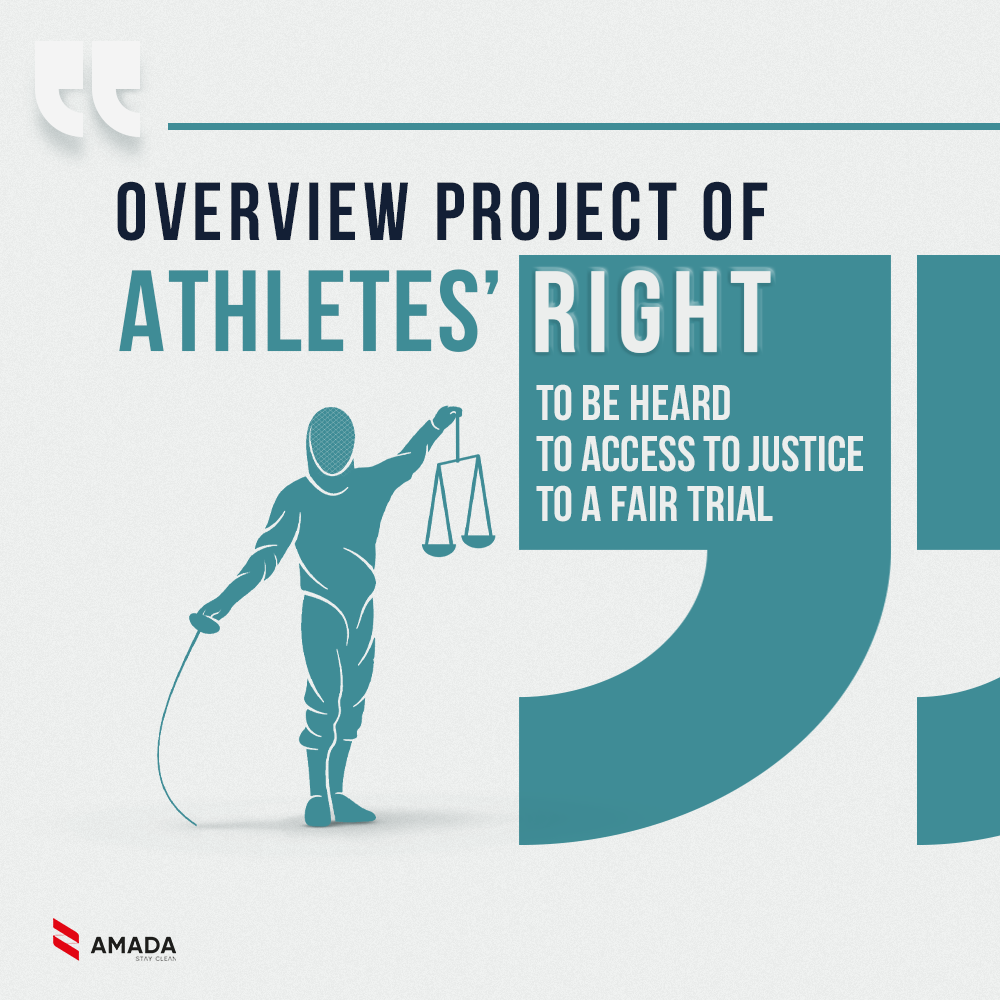 OVERVIEW PROJECT OF
ATHLETES’ RIGHT
TO BE HEARD
TO ACCESS TO JUSTICE
TO A FAIR TRIAL
AMADA
STAY CLEAN